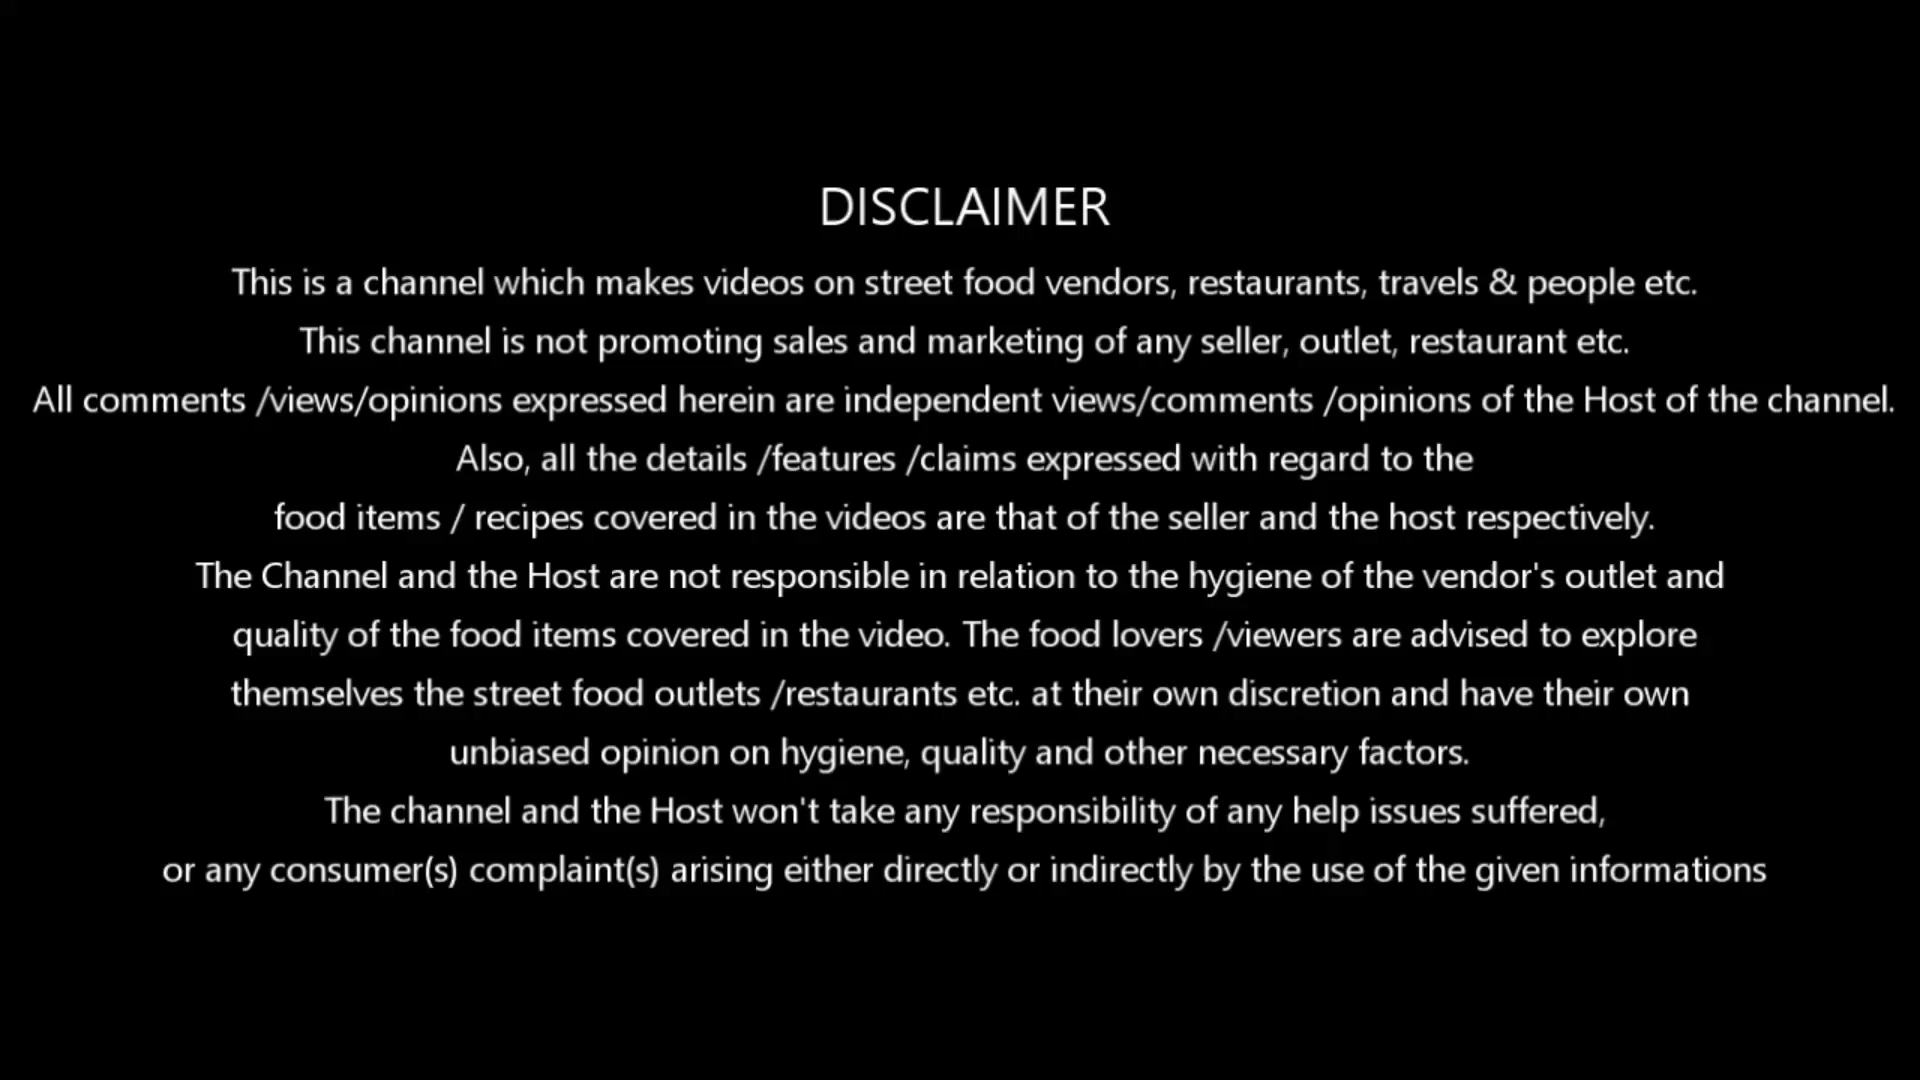 DISCLAIMER
This is a channel which makes videos on street food vendors, restaurants, travels & people etc.
This channel is not promoting sales and marketing of any seller, outlet, restaurant etc.
All comments /views/opinions expressed herein are independent views/comments /opinions of the Host of the channel.
Also, all the details /features /claims expressed with regard to the
food items / recipes covered in the videos are that of the seller and the host respectively.
The Channel and the Host are not responsible in relation to the hygiene of the vendor's outlet and
quality of the food items covered in the video. The food lovers /viewers are advised to explore
themselves the street food outlets /restaurants etc. at their own discretion and have their own
unbiased opinion on hygiene, quality and other necessary factors.
The channel and the Host won't take any responsibility of any help issues suffered,
or any consumer(s) complaint(s) arising either directly or indirectly by the use of the given informations